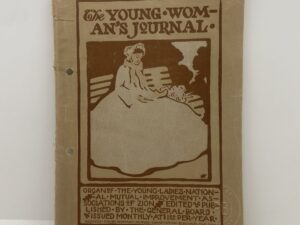 The YOUNG·WOM-
AN'S JOURNAL·
ORGAN OF·THE·YOUNG·LADIES·NATION-
AL·MUTUAL·IMPROVEMENT·AS-
SOCIATIONS OF ZION EDITED & PUB-
LISHED·BY·THE·GENERAL·BOARD
ISSUED MONTHLY·AT PER·YEAR·